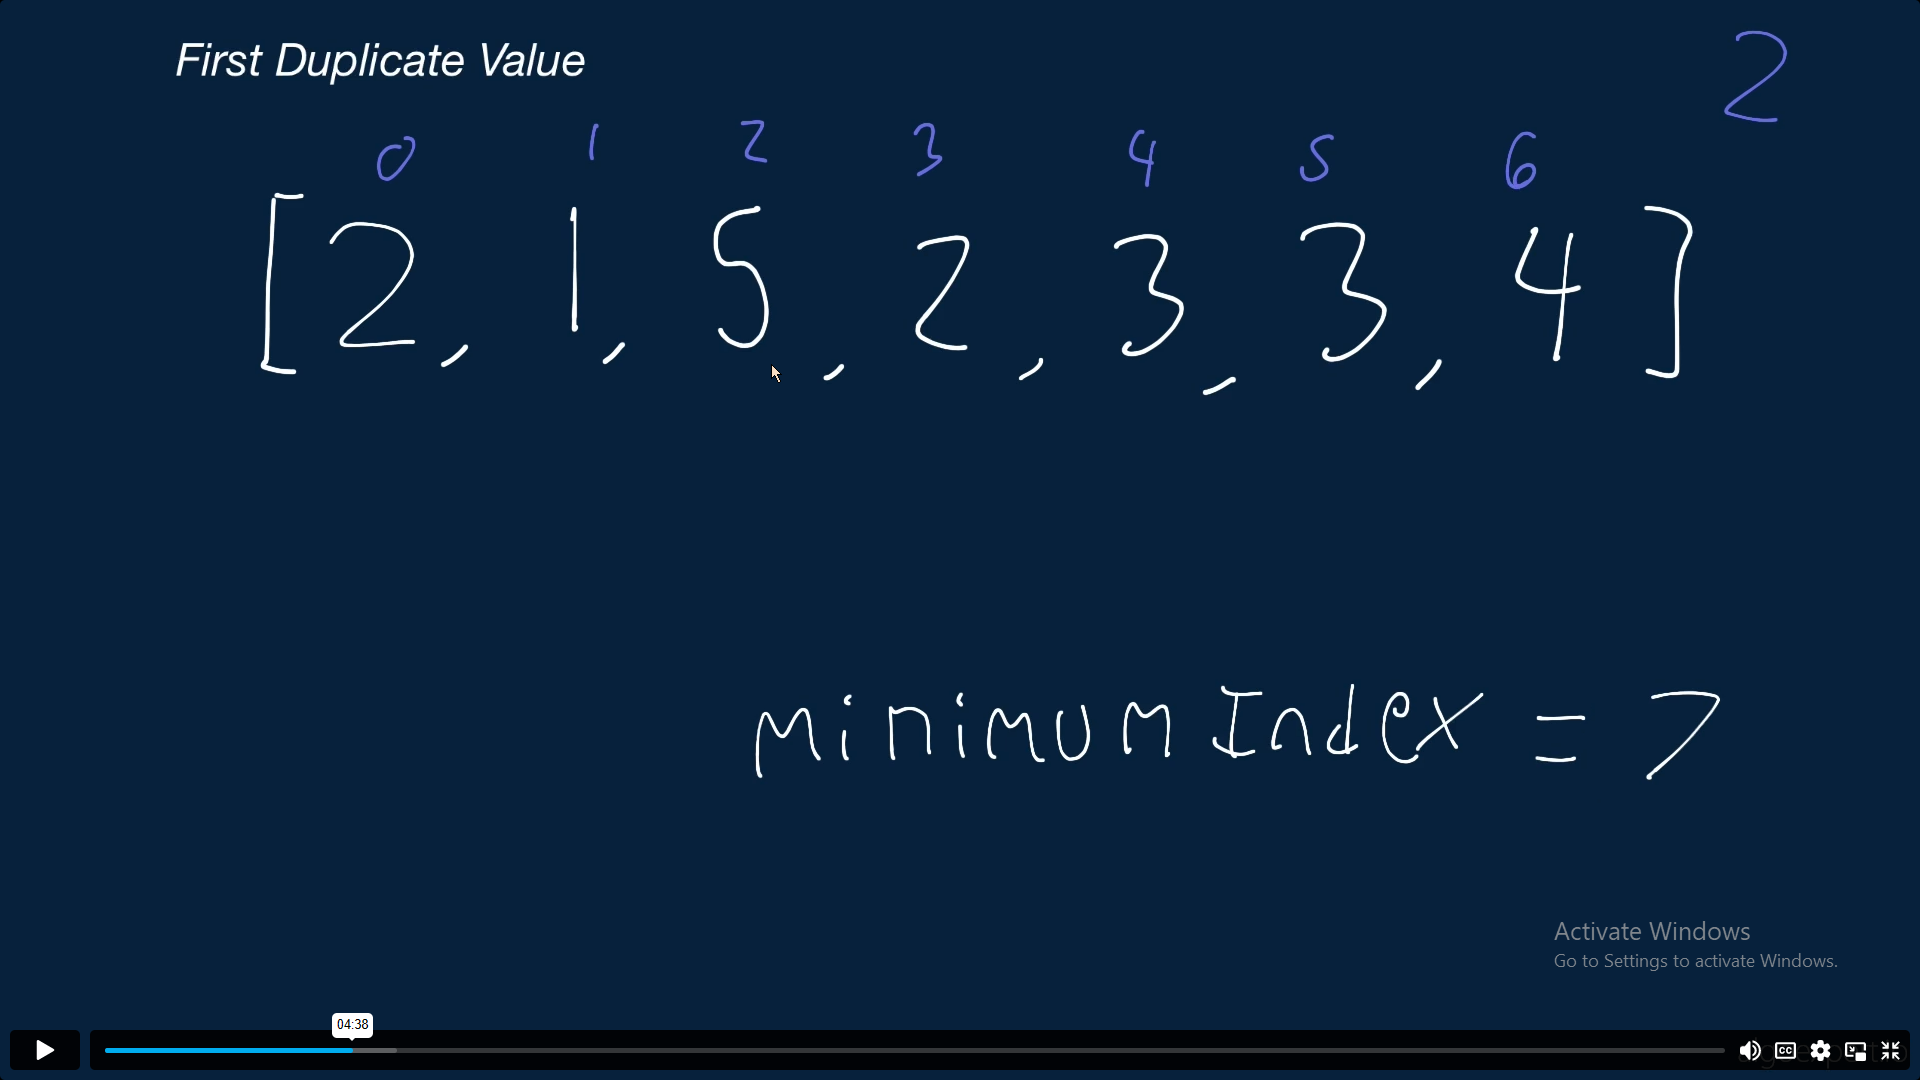 First Duplicate Value
2
0 1 2 3 4 5 6
[2, 1, 5, 2, 3, 3, 4]
minimumIndex = 7
Activate Windows
Go to Settings to activate Windows.
04:38
CC